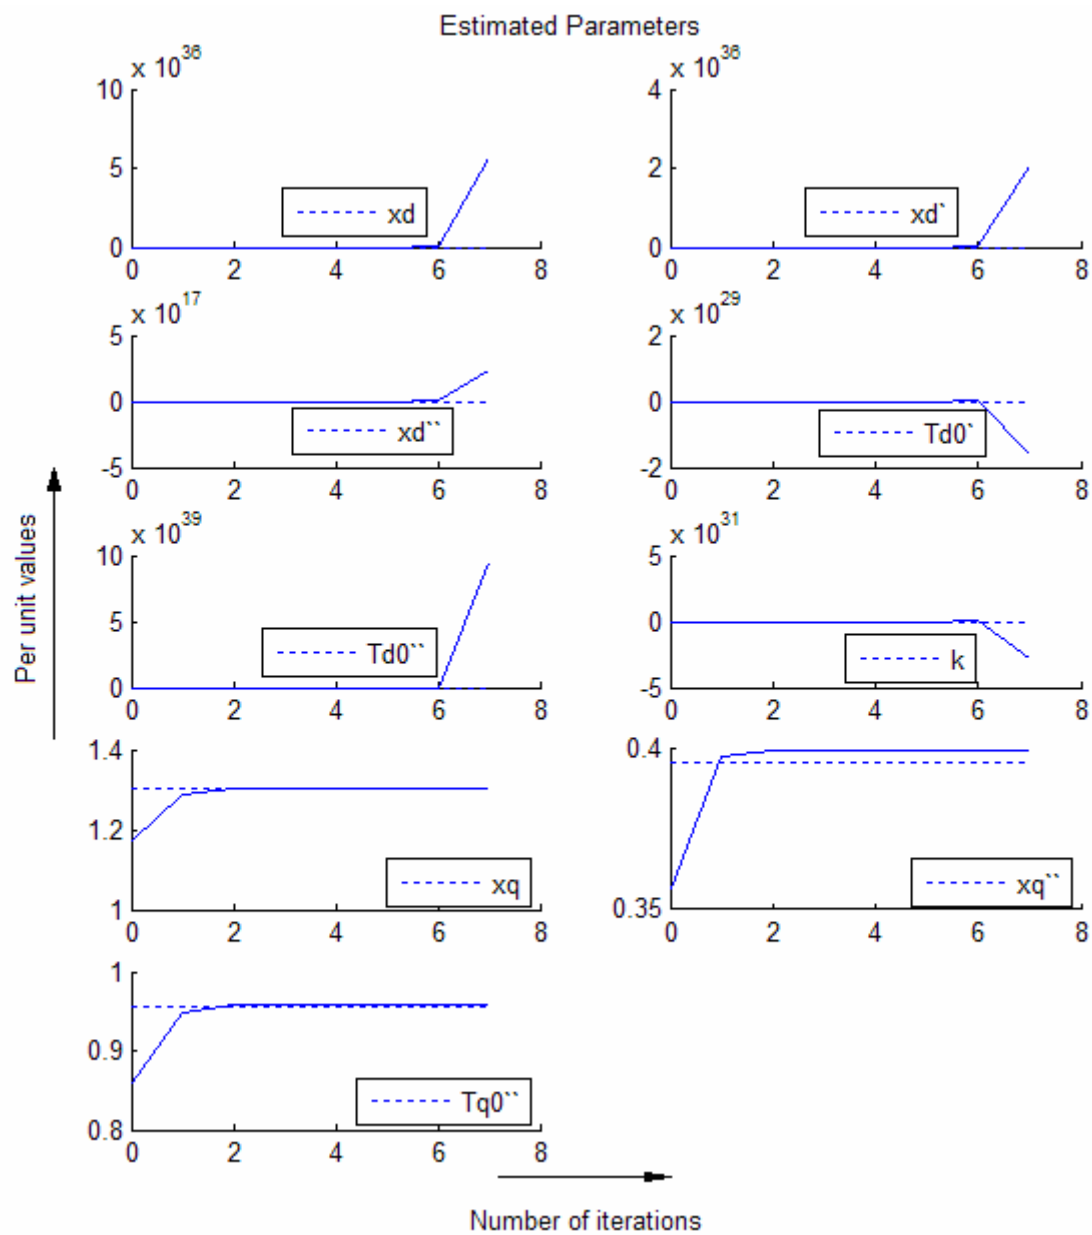 Estimated Parameters
x 10^36 x 10^36
10 4
5 2
xd xd`
0 0
0 2 4 6 8 0 2 4 6 8
x 10^17 x 10^29
5 2
0 0
xd`` Td0`
-5 -2
0 2 4 6 8 0 2 4 6 8
x 10^39 x 10^31
10 5
5 0
Td0`` k
0 -5
0 2 4 6 8 0 2 4 6 8
Per unit values
1.4 0.4
1.2
xq xq``
1 0.35
0 2 4 6 8 0 2 4 6 8
1
0.9
Tq0``
0.8
0 2 4 6 8
Number of iterations